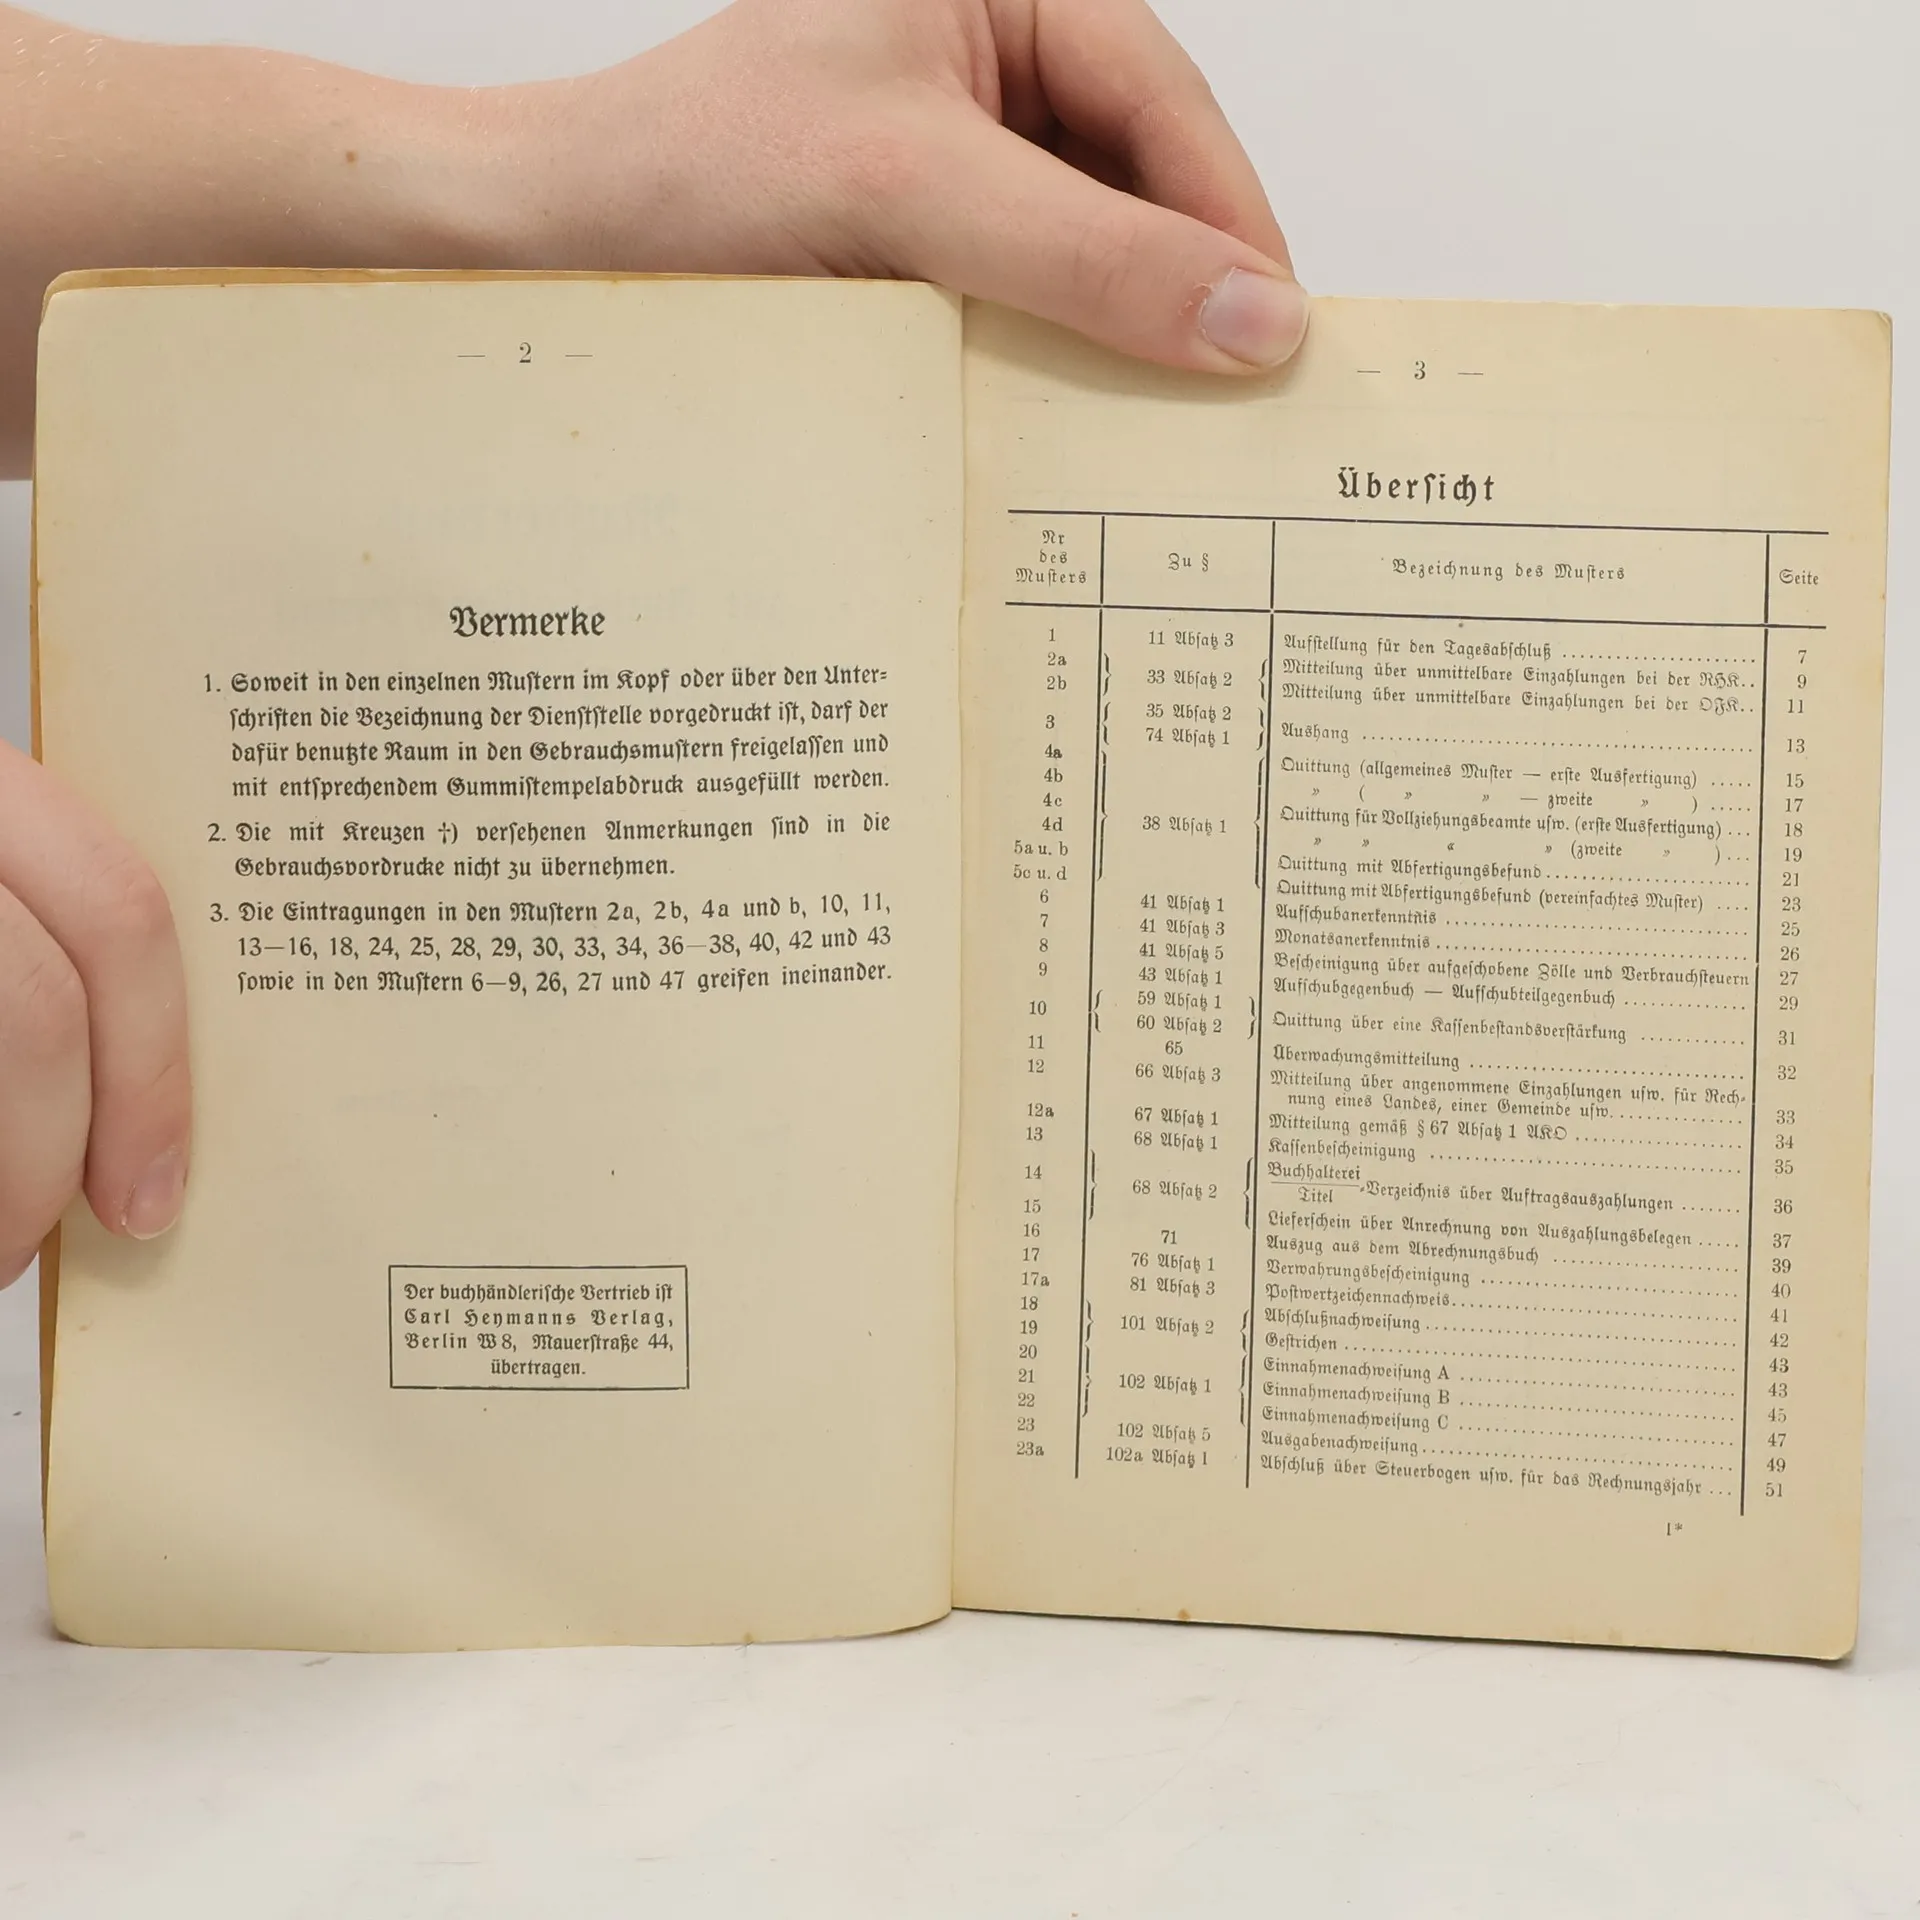 — 2 —
Vermerke
1. Soweit in den einzelnen Mustern im Kopf oder über den Unter-
schriften die Bezeichnung der Dienststelle vorgedruckt ist, darf der
dafür benutzte Raum in den Gebrauchsmustern freigelassen und
mit entsprechendem Gummistempelabdruck ausgefüllt werden.
2. Die mit Kreuzen †) versehenen Anmerkungen sind in die
Gebrauchsvordrucke nicht zu übernehmen.
3. Die Eintragungen in den Mustern 2a, 2b, 4a und b, 10, 11,
13—16, 18, 24, 25, 28, 29, 30, 33, 34, 36—38, 40, 42 und 43
sowie in den Mustern 6—9, 26, 27 und 47 greifen ineinander.
Der buchhändlerische Vertrieb ist
Carl Heymanns Verlag,
Berlin W 8, Mauerstraße 44,
übertragen.
— 3 —
Übersicht
Nr des Musters | Zu § | Bezeichnung des Musters | Seite
1 | 11 Absatz 3 | Aufstellung für den Tagesabschluß ..... 7
2a | 33 Absatz 2 | Mitteilung über unmittelbare Einzahlungen bei der RHK.. 9
2b | Mitteilung über unmittelbare Einzahlungen bei der OFK.. 11
3 | 35 Absatz 2 74 Absatz 1 | Aushang ..... 13
4a | 38 Absatz 1 | Quittung (allgemeines Muster — erste Ausfertigung) ..... 15
4b | » ( » » — zweite » ) ..... 17
4c | Quittung für Vollziehungsbeamte usw. (erste Ausfertigung) ... 18
4d | » » « » (zweite » ) ... 19
5a u. b | Quittung mit Abfertigungsbefund ..... 21
5c u. d | Quittung mit Abfertigungsbefund (vereinfachtes Muster) .... 23
6 | 41 Absatz 1 | Aufschubanerkenntnis ..... 25
7 | 41 Absatz 3 | Monatsanerkenntnis ..... 26
8 | 41 Absatz 5 | Bescheinigung über aufgeschobene Zölle und Verbrauchsteuern 27
9 | 43 Absatz 1 | Aufschubgegenbuch — Aufschubteilgegenbuch ..... 29
10 | 59 Absatz 1 60 Absatz 2 | Quittung über eine Kassenbestandsverstärkung ..... 31
11 | 65 | Überwachungsmitteilung ..... 32
12 | 66 Absatz 3 | Mitteilung über angenommene Einzahlungen usw. für Rech-
nung eines Landes, einer Gemeinde usw. ..... 33
12a | 67 Absatz 1 | Mitteilung gemäß § 67 Absatz 1 AKO ..... 34
13 | 68 Absatz 1 | Kassenbescheinigung ..... 35
14 | 68 Absatz 2 | Buchhalterei
Titel -Verzeichnis über Auftragsauszahlungen ..... 36
15 | Lieferschein über Anrechnung von Auszahlungsbelegen ..... 37
16 | 71 | Auszug aus dem Abrechnungsbuch ..... 39
17 | 76 Absatz 1 | Verwahrungsbescheinigung ..... 40
17a | 81 Absatz 3 | Postwertzeichennachweis ..... 41
18 | 101 Absatz 2 | Abschlußnachweisung ..... 42
19 | Gestrichen ..... 43
20 | 102 Absatz 1 | Einnahmenachweisung A ..... 43
21 | Einnahmenachweisung B ..... 45
22 | Einnahmenachweisung C ..... 47
23 | 102 Absatz 5 | Ausgabenachweisung ..... 49
23a | 102a Absatz 1 | Abschluß über Steuerbogen usw. für das Rechnungsjahr ... 51
1*